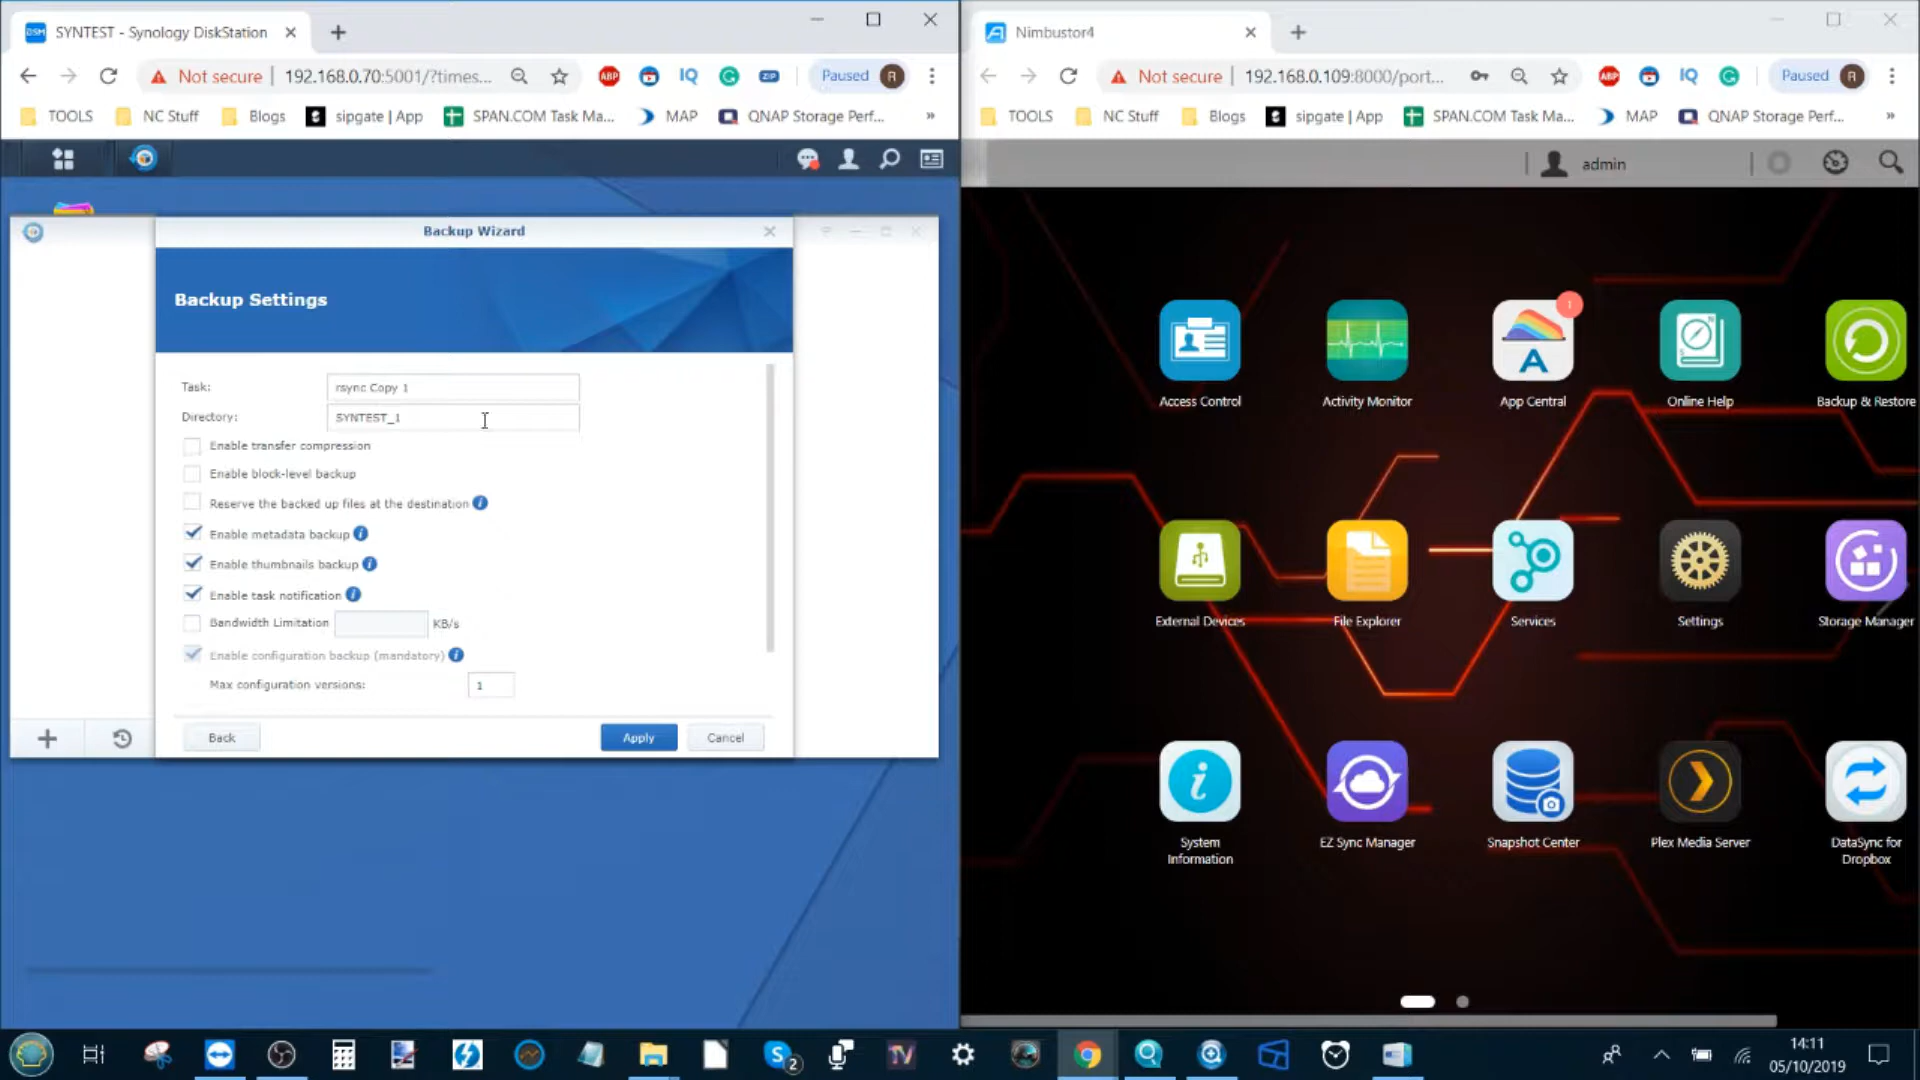 SYNTEST - Synology DiskStation
Not secure
192.168.0.70:5001/?times...
Paused
R
TOOLS
NC Stuff
Blogs
sipgate | App
SPAN.COM Task Ma...
MAP
QNAP Storage Perf...
»
Backup Wizard
Backup Settings
Task:
rsync Copy 1
Directory:
SYNTEST_1
Enable transfer compression
Enable block-level backup
Reserve the backed up files at the destination
Enable metadata backup
Enable thumbnails backup
Enable task notification
Bandwidth Limitation
KB/s
Enable configuration backup (mandatory)
Max configuration versions:
1
Back
Apply
Cancel
Nimbustor4
Not secure
192.168.0.109:8000/port...
Paused
R
TOOLS
NC Stuff
Blogs
sipgate | App
SPAN.COM Task Ma...
MAP
QNAP Storage Perf...
»
admin
1
Access Control
Activity Monitor
App Central
Online Help
Backup & Restore
External Devices
File Explorer
Services
Settings
Storage Manager
System Information
EZ Sync Manager
Snapshot Center
Plex Media Server
DataSync for Dropbox
2
14:11
05/10/2019